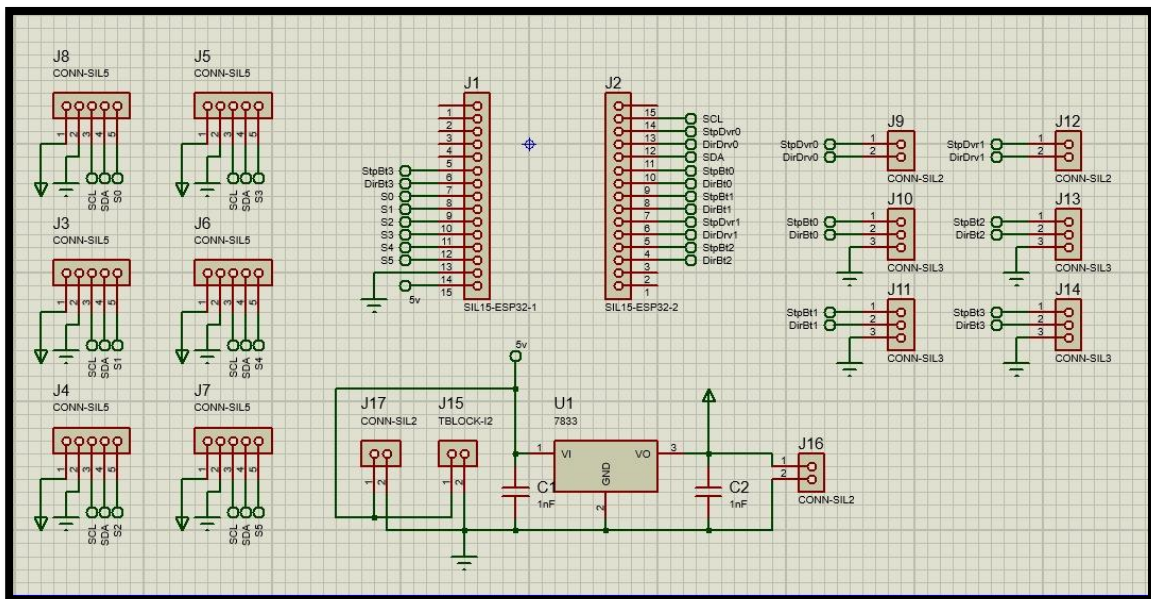 J8
CONN-SIL5
1 2 3 4 5
SCL SDA S0
J5
CONN-SIL5
1 2 3 4 5
SCL SDA S3
J3
CONN-SIL5
1 2 3 4 5
SCL SDA S1
J6
CONN-SIL5
1 2 3 4 5
SCL SDA S4
J4
CONN-SIL5
1 2 3 4 5
SCL SDA S2
J7
CONN-SIL5
1 2 3 4 5
SCL SDA S5
J1
1
2
3
4
5
StpBt3 6
DirBt3 7
S0 8
S1 9
S2 10
S3 11
S4 12
S5 13
14
5v 15
SIL15-ESP32-1
J2
15 SCL
14 StpDvr0
13 DirDrv0
12 SDA
11 StpBt0
10 DirBt0
9 StpBt1
8 DirBt1
7 StpDvr1
6 DirDrv1
5 StpBt2
4 DirBt2
3
2
1
SIL15-ESP32-2
J9
StpDvr0 1
DirDrv0 2
CONN-SIL2
J12
StpDvr1 1
DirDrv1 2
CONN-SIL2
J10
StpBt0 1
DirBt0 2
3
CONN-SIL3
J13
StpBt2 1
DirBt2 2
3
CONN-SIL3
J11
StpBt1 1
DirBt1 2
3
CONN-SIL3
J14
StpBt3 1
DirBt3 2
3
CONN-SIL3
5v
J17
CONN-SIL2
1 2
J15
TBLOCK-I2
1 2
U1
7833
1 VI VO 3
GND
2
C1
1nF
C2
1nF
J16
1
2
CONN-SIL2